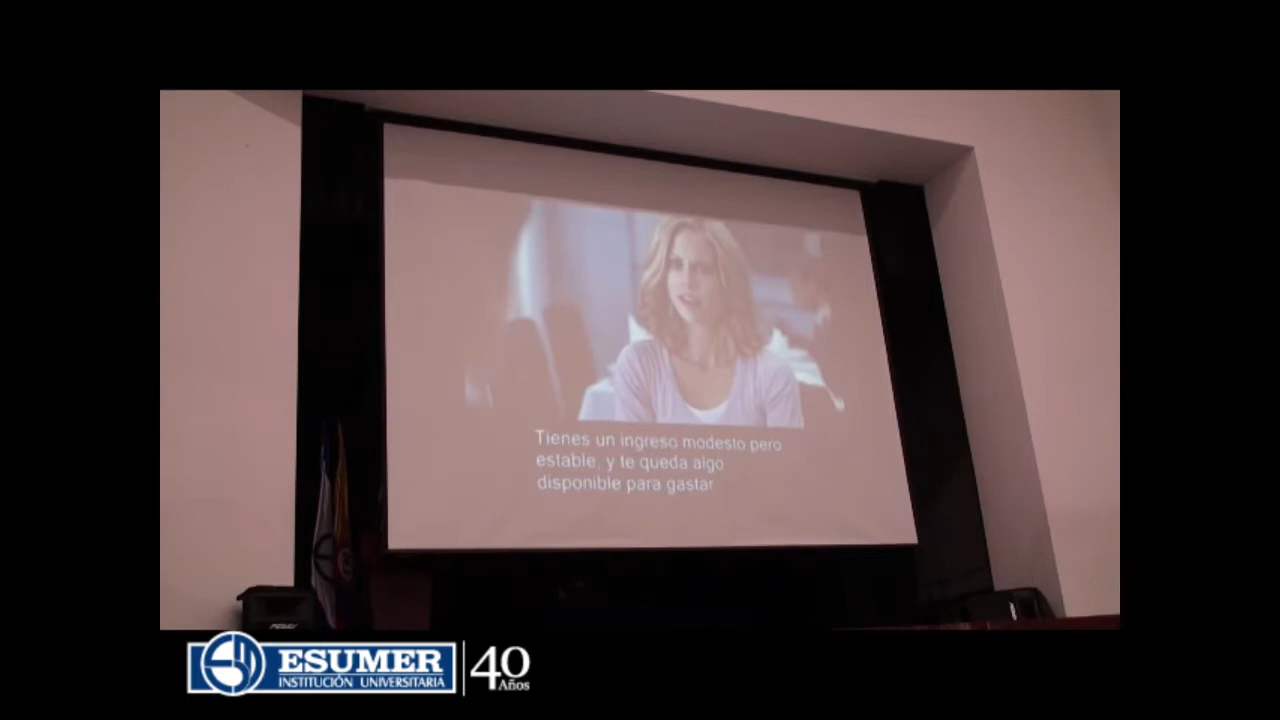 Tienes un ingreso modesto pero
estable, y te queda algo
disponible para gastar
ESUMER
INSTITUCIÓN UNIVERSITARIA
40
Años